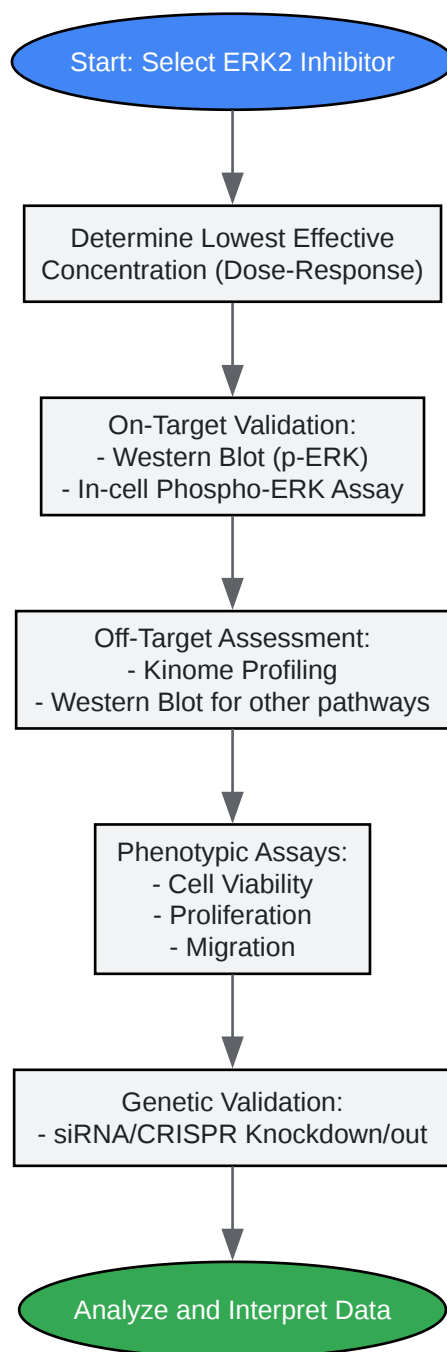 Start: Select ERK2 Inhibitor
Determine Lowest Effective
Concentration (Dose-Response)
On-Target Validation:
- Western Blot (p-ERK)
- In-cell Phospho-ERK Assay
Off-Target Assessment:
- Kinome Profiling
- Western Blot for other pathways
Phenotypic Assays:
- Cell Viability
- Proliferation
- Migration
Genetic Validation:
- siRNA/CRISPR Knockdown/out
Analyze and Interpret Data